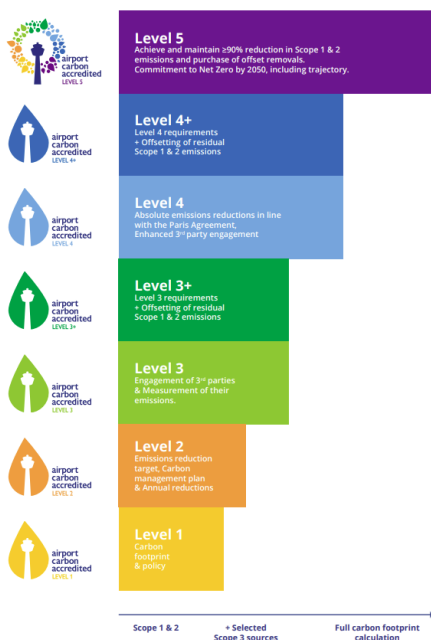 airport
carbon
accredited
LEVEL 5
Level 5
Achieve and maintain ≥90% reduction in Scope 1 & 2
emissions and purchase of offset removals.
Commitment to Net Zero by 2050, including trajectory.
airport
carbon
accredited
LEVEL 4+
Level 4+
Level 4 requirements
+ Offsetting of residual
Scope 1 & 2 emissions
airport
carbon
accredited
LEVEL 4
Level 4
Absolute emissions reductions in line
with the Paris Agreement,
Enhanced 3rd party engagement
airport
carbon
accredited
LEVEL 3+
Level 3+
Level 3 requirements
+ Offsetting of residual
Scope 1 & 2 emissions
airport
carbon
accredited
LEVEL 3
Level 3
Engagement of 3rd parties
& Measurement of their
emissions.
airport
carbon
accredited
LEVEL 2
Level 2
Emissions reduction
target, Carbon
management plan
& Annual reductions
airport
carbon
accredited
LEVEL 1
Level 1
Carbon
footprint
& policy
Scope 1 & 2
+ Selected
Scope 3 sources
Full carbon footprint
calculation